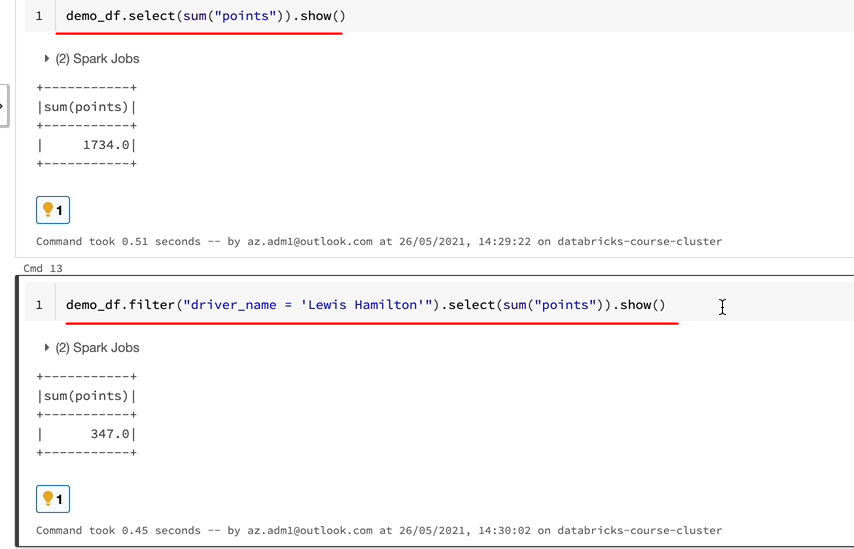 1 demo_df.select(sum("points")).show()
(2) Spark Jobs
+-----------+
|sum(points)|
+-----------+
|     1734.0|
+-----------+
1
Command took 0.51 seconds -- by az.adm1@outlook.com at 26/05/2021, 14:29:22 on databricks-course-cluster
Cmd 13
1 demo_df.filter("driver_name = 'Lewis Hamilton'").select(sum("points")).show()
(2) Spark Jobs
+-----------+
|sum(points)|
+-----------+
|      347.0|
+-----------+
1
Command took 0.45 seconds -- by az.adm1@outlook.com at 26/05/2021, 14:30:02 on databricks-course-cluster